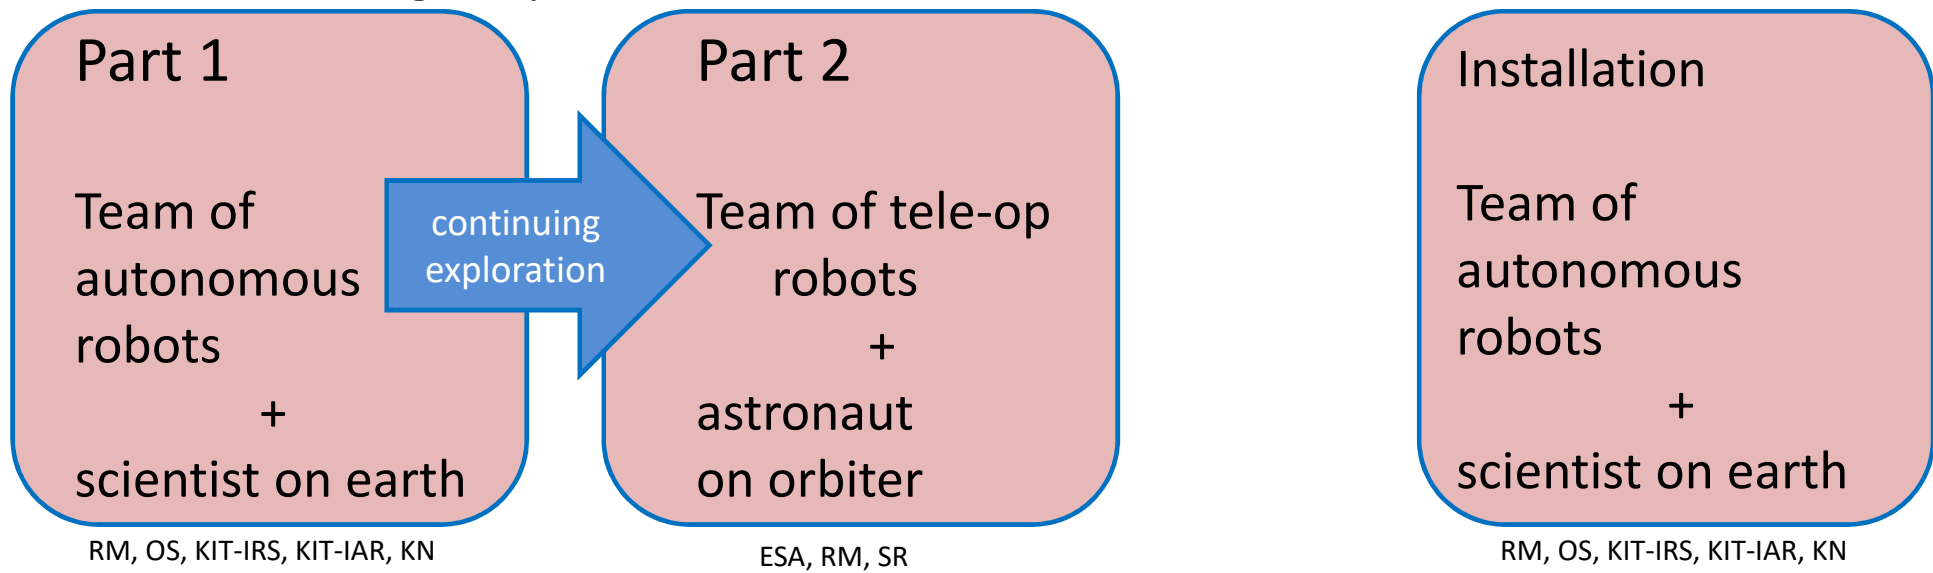 Part 1
Team of
autonomous
robots
+
scientist on earth
RM, OS, KIT-IRS, KIT-IAR, KN
continuing
exploration
Part 2
Team of tele-op
robots
+
astronaut
on orbiter
ESA, RM, SR
Installation
Team of
autonomous
robots
+
scientist on earth
RM, OS, KIT-IRS, KIT-IAR, KN